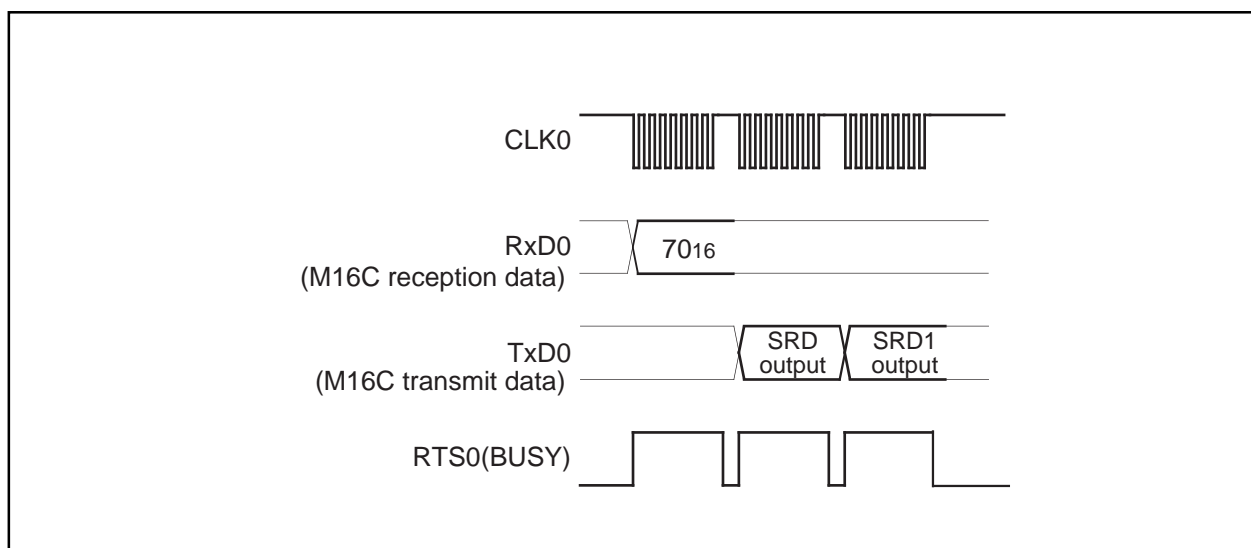 CLK0
RxD0
(M16C reception data)
7016
TxD0
(M16C transmit data)
SRD
output
SRD1
output
RTS0(BUSY)